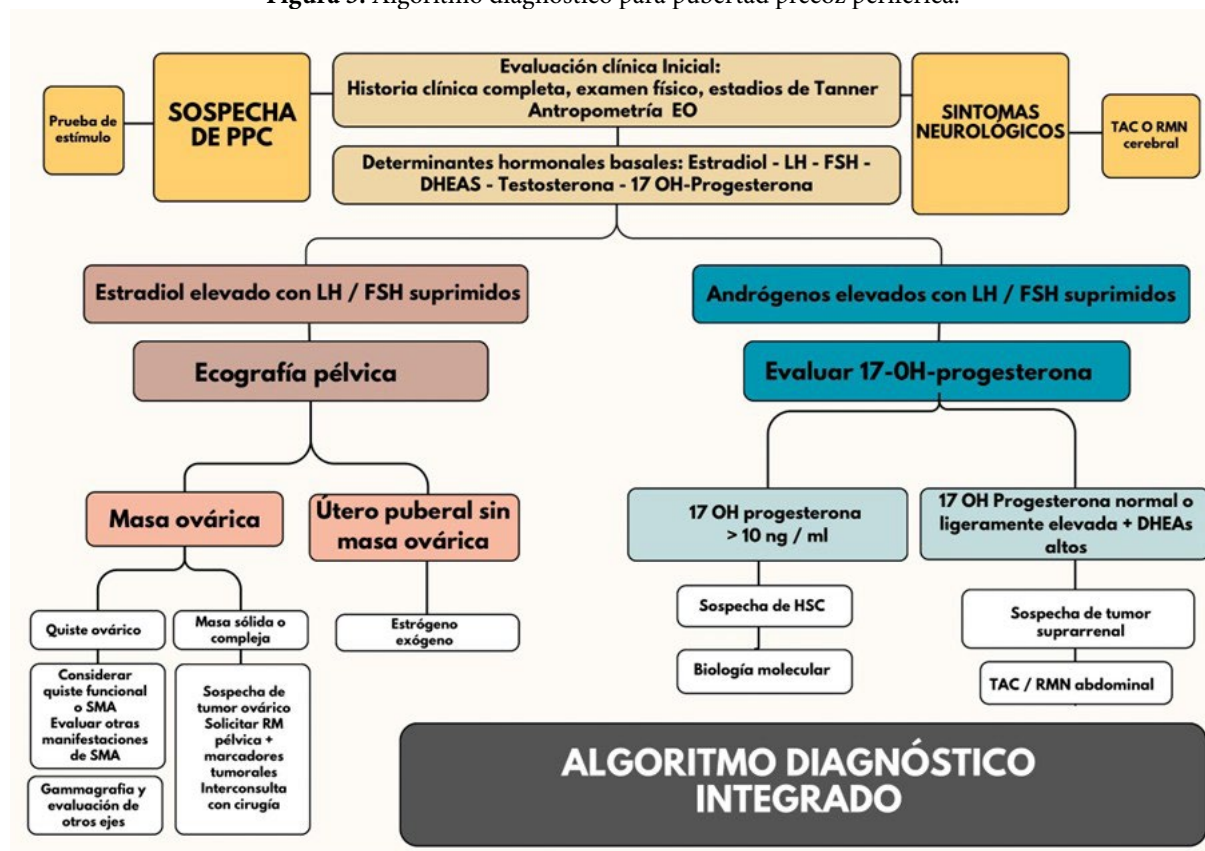 Figura 3. Algoritmo diagnóstico para pubertad precoz periférica.
Evaluación clínica Inicial:
Historia clínica completa, examen físico, estadios de Tanner
Antropometría EO
Prueba de
estímulo
SOSPECHA
DE PPC
SINTOMAS
NEUROLÓGICOS
TAC O RMN
cerebral
Determinantes hormonales basales: Estradiol - LH - FSH -
DHEAS - Testosterona - 17 OH-Progesterona
Estradiol elevado con LH / FSH suprimidos
Andrógenos elevados con LH / FSH suprimidos
Ecografía pélvica
Evaluar 17-OH-progesterona
Masa ovárica
Útero puberal sin
masa ovárica
17 OH progesterona
> 10 ng / ml
17 OH Progesterona normal o
ligeramente elevada + DHEAs
altos
Quiste ovárico
Masa sólida o
compleja
Estrógeno
exógeno
Sospecha de HSC
Sospecha de tumor
suprarrenal
Considerar
quiste funcional
o SMA
Evaluar otras
manifestaciones
de SMA
Sospecha de
tumor ovárico
Solicitar RM
pélvica +
marcadores
tumorales
Interconsulta
con cirugía
Biología molecular
TAC / RMN abdominal
Gammagrafia y
evaluación de
otros ejes
ALGORITMO DIAGNÓSTICO
INTEGRADO